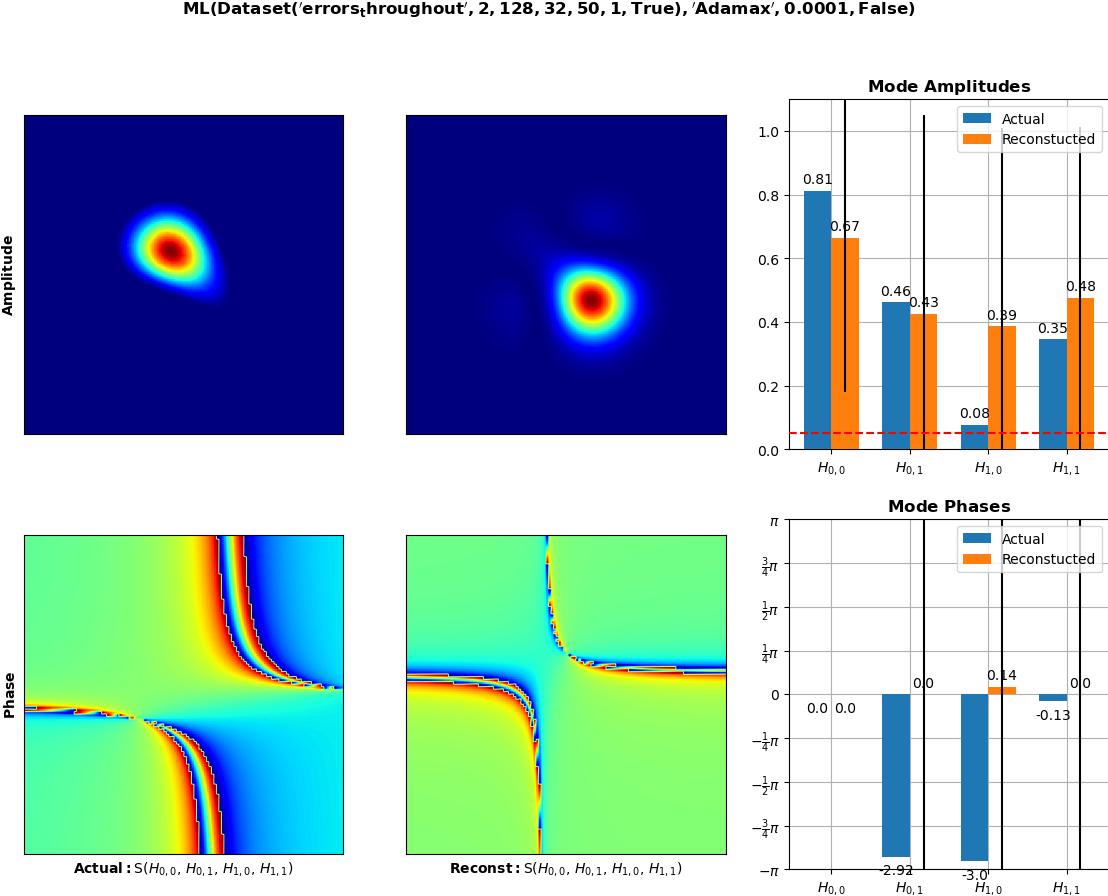 ML(Dataset('errors_throughout', 2, 128, 32, 50, 1, True), 'Adamax', 0.0001, False)
Amplitude
Mode Amplitudes
Actual
Reconstucted
1.0
0.8
0.6
0.4
0.2
0.0
0.81
0.67
0.46
0.43
0.08
0.39
0.35
0.48
H0,0
H0,1
H1,0
H1,1
Phase
Actual: S(H0,0, H0,1, H1,0, H1,1)
Reconst: S(H0,0, H0,1, H1,0, H1,1)
Mode Phases
Actual
Reconstucted
π
3/4π
1/2π
1/4π
0
−1/4π
−1/2π
−3/4π
−π
0.0
0.0
-2.92
0.0
-3.0
0.14
-0.13
0.0
H0,0
H0,1
H1,0
H1,1